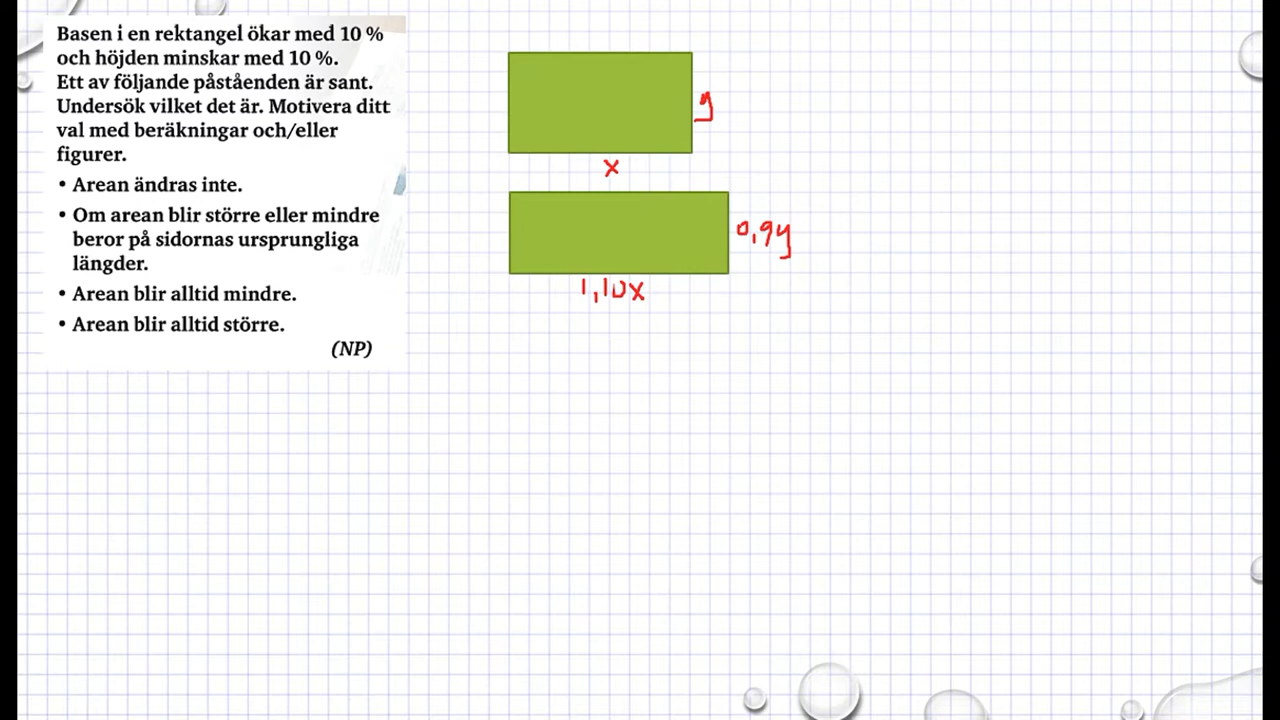 Basen i en rektangel ökar med 10 %
och höjden minskar med 10 %.
Ett av följande påståenden är sant.
Undersök vilket det är. Motivera ditt
val med beräkningar och/eller
figurer.
• Arean ändras inte.
• Om arean blir större eller mindre
beror på sidornas ursprungliga
längder.
• Arean blir alltid mindre.
• Arean blir alltid större.
(NP)
y
x
0,9y
1,10x